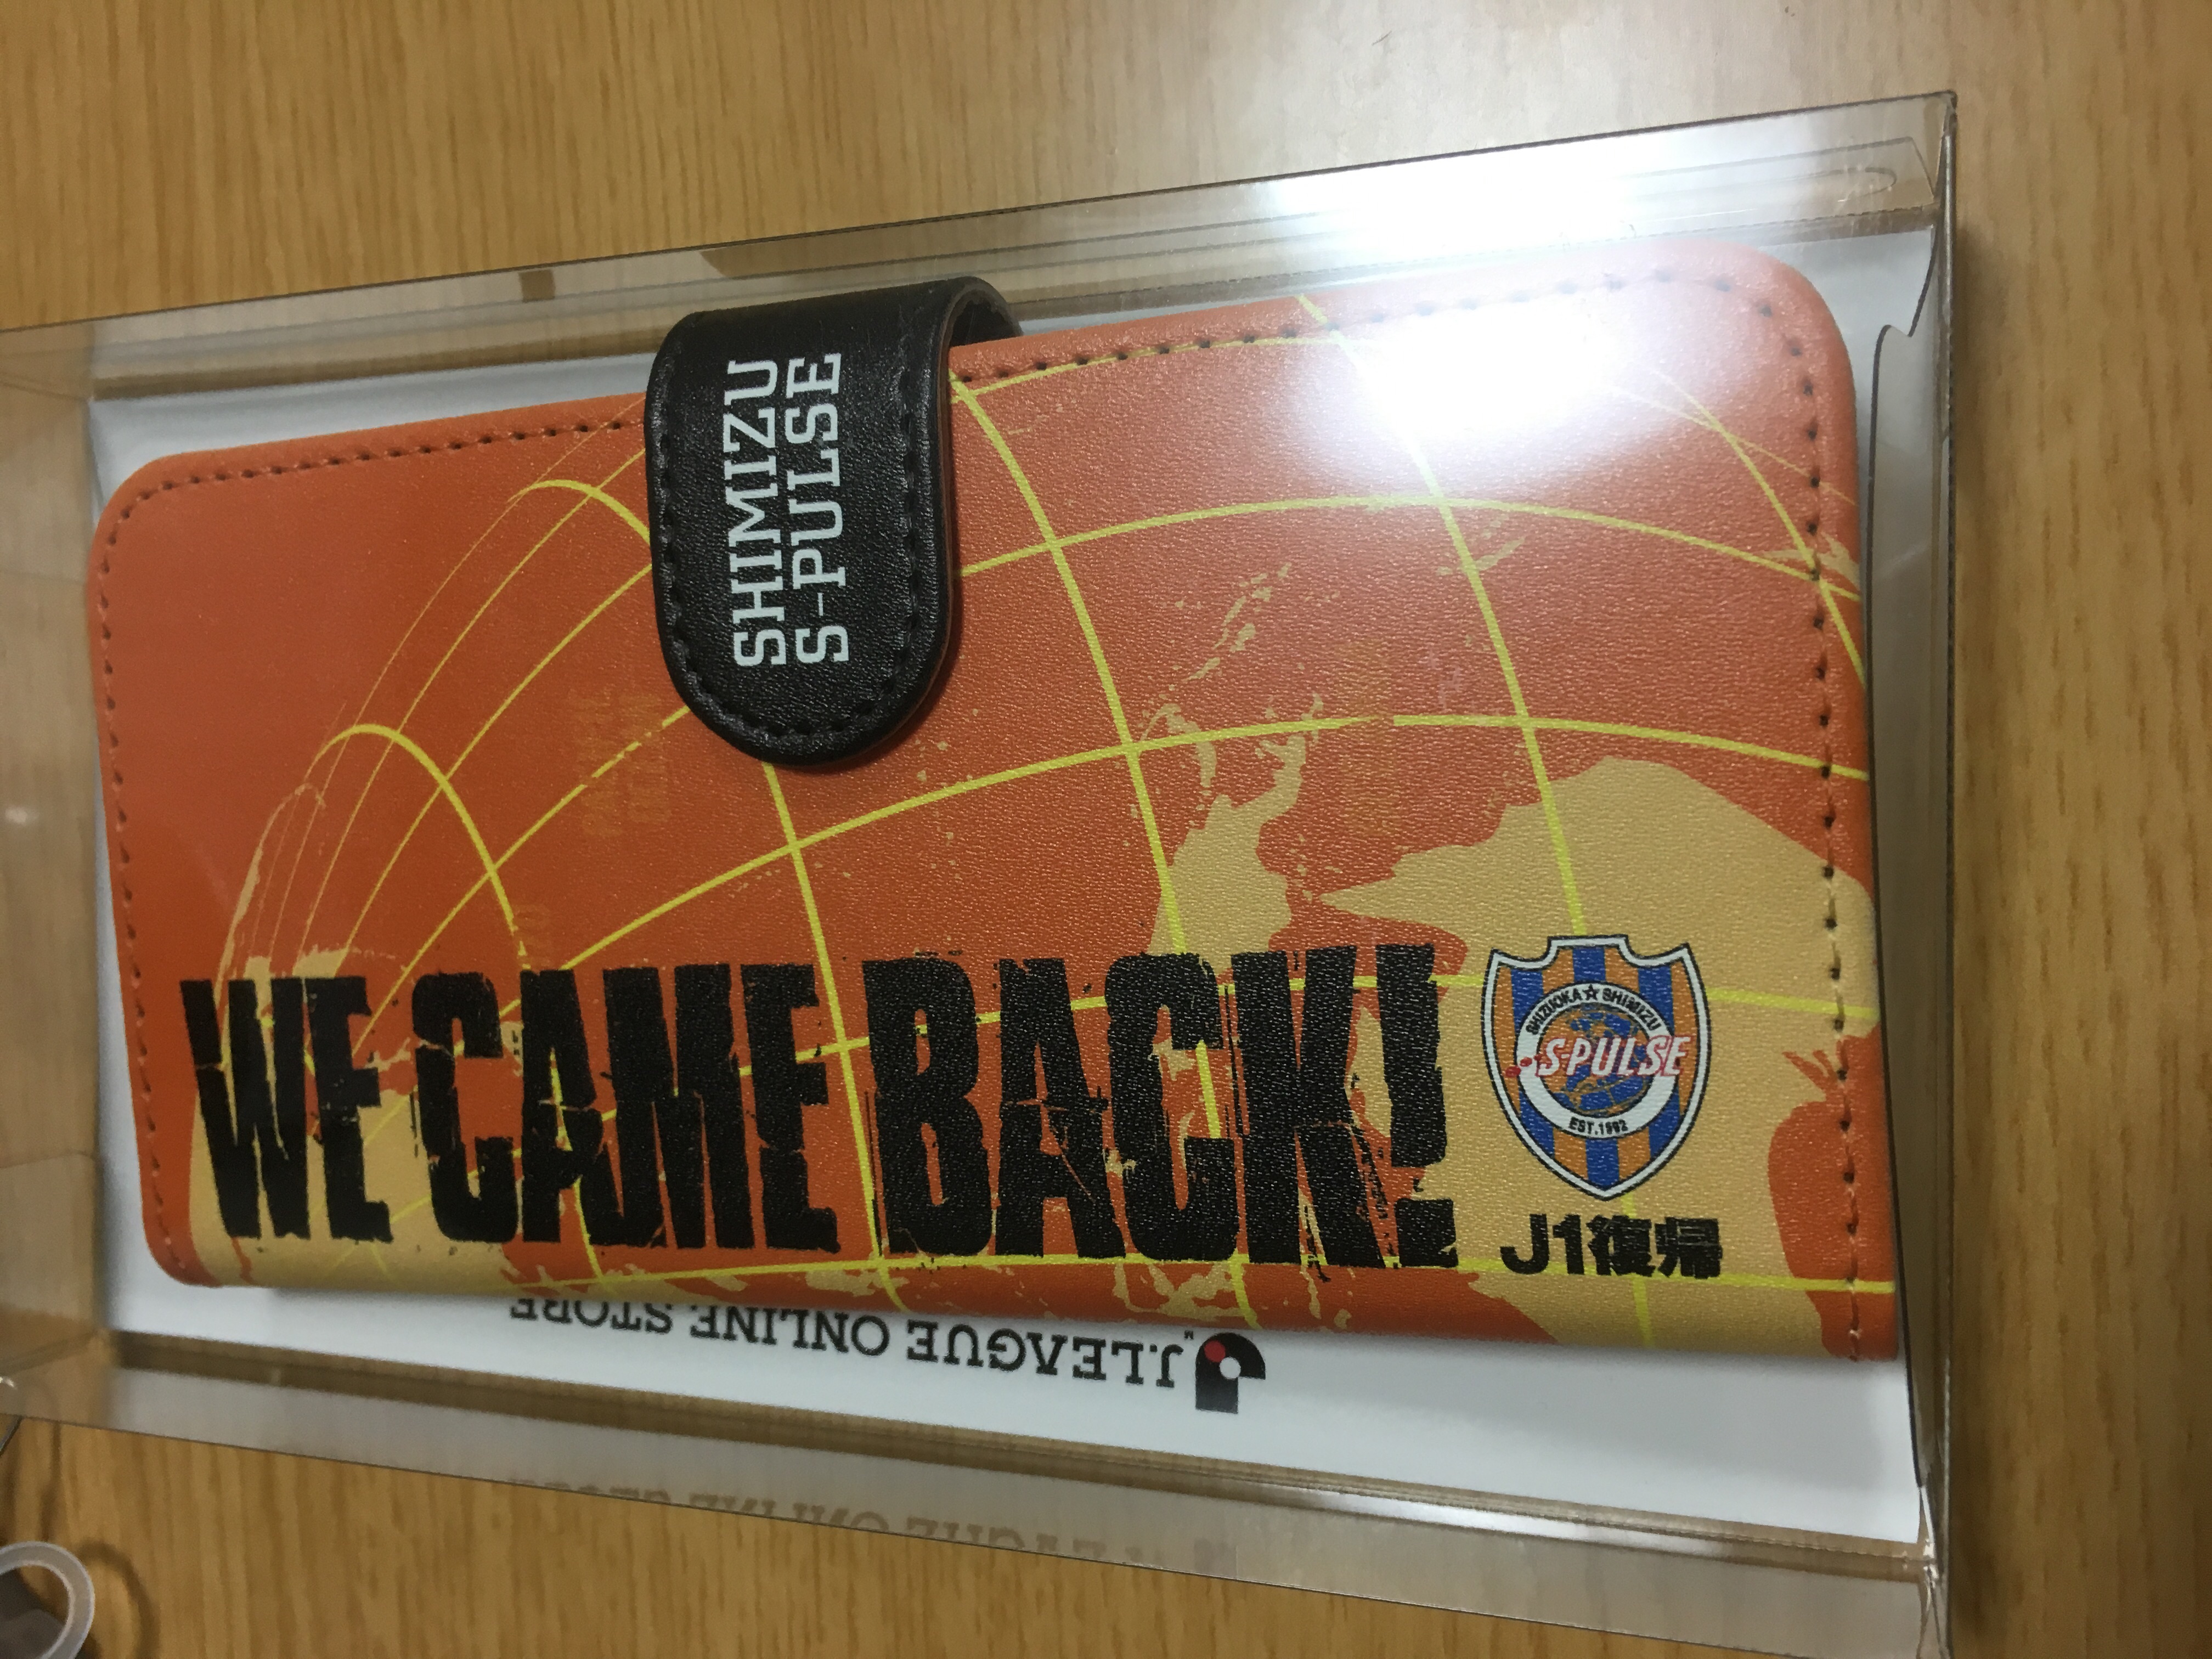 SHIMIZU
S-PULSE
WE CAME BACK!
SHIZUOKA★SHIMIZU
S-PULSE
EST.1992
J1復帰
J.LEAGUE ONLINE STORE